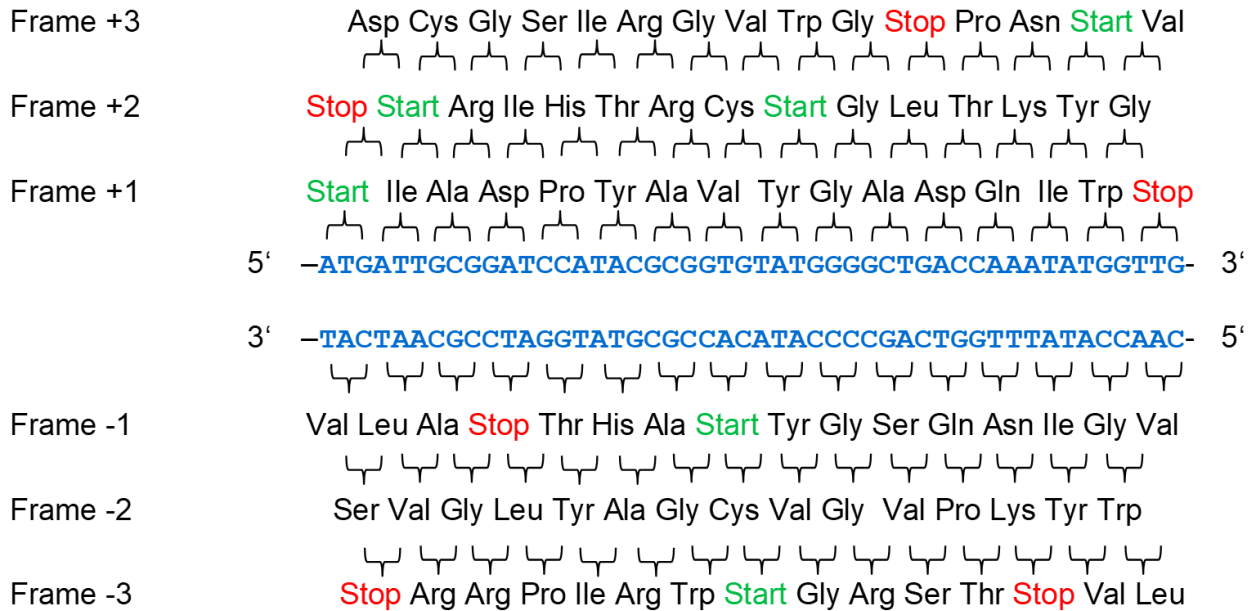 Frame +3 Asp Cys Gly Ser Ile Arg Gly Val Trp Gly Stop Pro Asn Start Val
Frame +2 Stop Start Arg Ile His Thr Arg Cys Start Gly Leu Thr Lys Tyr Gly
Frame +1 Start Ile Ala Asp Pro Tyr Ala Val Tyr Gly Ala Asp Gln Ile Trp Stop
5‘ –ATGATTGCGGATCCATACGCGGTGTATGGGGCTGACCAAATATGGTTG- 3‘
3‘ –TACTAACGCCTAGGTATGCGCCACATACCCCGACTGGTTTATACCAAC- 5‘
Frame -1 Val Leu Ala Stop Thr His Ala Start Tyr Gly Ser Gln Asn Ile Gly Val
Frame -2 Ser Val Gly Leu Tyr Ala Gly Cys Val Gly Val Pro Lys Tyr Trp
Frame -3 Stop Arg Arg Pro Ile Arg Trp Start Gly Arg Ser Thr Stop Val Leu